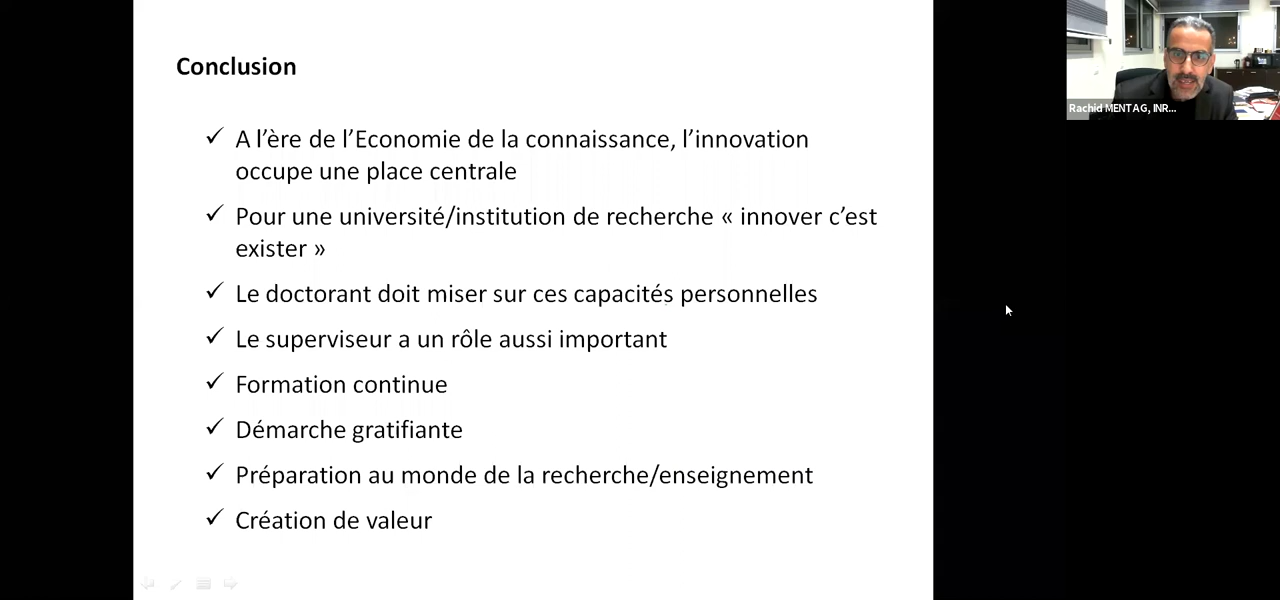 Conclusion
✓ A l’ère de l’Economie de la connaissance, l’innovation
occupe une place centrale
✓ Pour une université/institution de recherche « innover c’est
exister »
✓ Le doctorant doit miser sur ces capacités personnelles
✓ Le superviseur a un rôle aussi important
✓ Formation continue
✓ Démarche gratifiante
✓ Préparation au monde de la recherche/enseignement
✓ Création de valeur
Rachid MENTAG, INR...